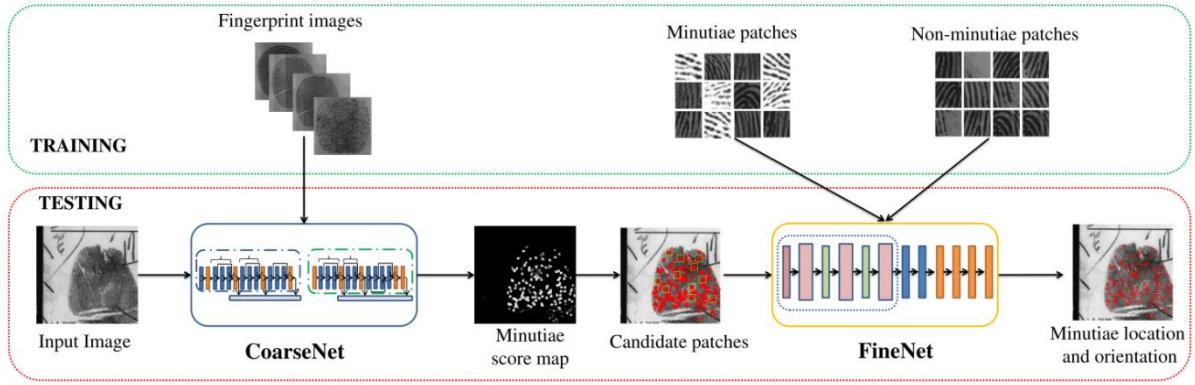 Fingerprint images
Minutiae patches
Non-minutiae patches
TRAINING
TESTING
Input Image
CoarseNet
Minutiae
score map
Candidate patches
FineNet
Minutiae location
and orientation